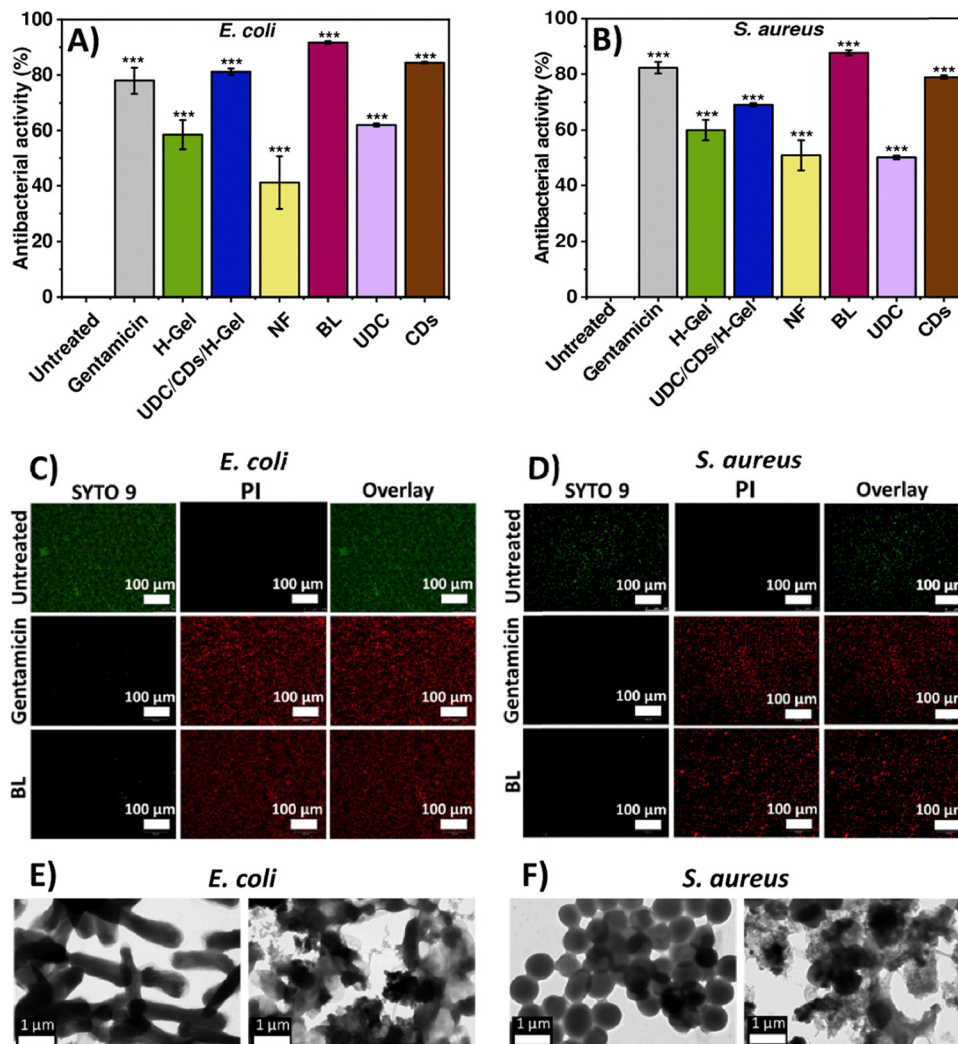 A)
E. coli
Antibacterial activity (%)
100
80
60
40
20
0
***
***
***
***
***
***
***
Untreated
Gentamicin
H-Gel
UDC/CDs/H-Gel
NF
BL
UDC
CDs
B)
S. aureus
Antibacterial activity (%)
100
80
60
40
20
0
***
***
***
***
***
***
***
Untreated
Gentamicin
H-Gel
UDC/CDs/H-Gel
NF
BL
UDC
CDs
C)
E. coli
SYTO 9 PI Overlay
Untreated
100 µm 100 µm 100 µm
Gentamicin
100 µm 100 µm 100 µm
BL
100 µm 100 µm 100 µm
D)
S. aureus
SYTO 9 PI Overlay
Untreated
100 µm 100 µm 100 µm
Gentamicin
100 µm 100 µm 100 µm
BL
100 µm 100 µm 100 µm
E)
E. coli
1 µm 1 µm
F)
S. aureus
1 µm 1 µm